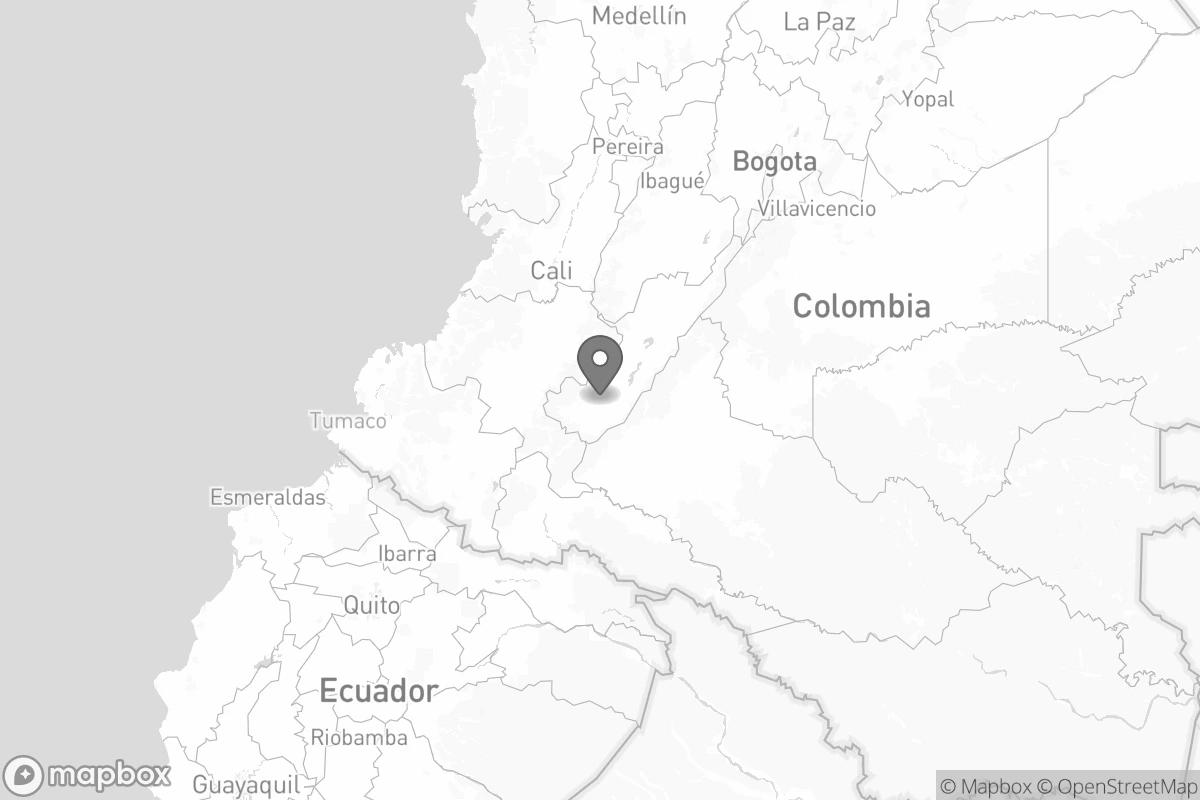 Medellín
La Paz
Yopal
Pereira
Bogota
Ibagué
Villavicencio
Cali
Colombia
Tumaco
Esmeraldas
Ibarra
Quito
Ecuador
Riobamba
Guayaquil
mapbox
© Mapbox © OpenStreetMap